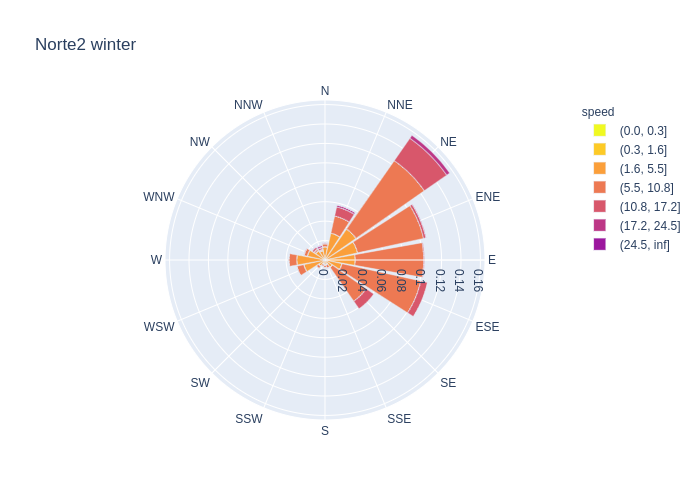 Norte2 winter
N
NNE
NE
ENE
E
ESE
SE
SSE
S
SSW
SW
WSW
W
WNW
NW
NNW
0
0.02
0.04
0.06
0.08
0.1
0.12
0.14
0.16
speed
(0.0, 0.3]
(0.3, 1.6]
(1.6, 5.5]
(5.5, 10.8]
(10.8, 17.2]
(17.2, 24.5]
(24.5, inf]